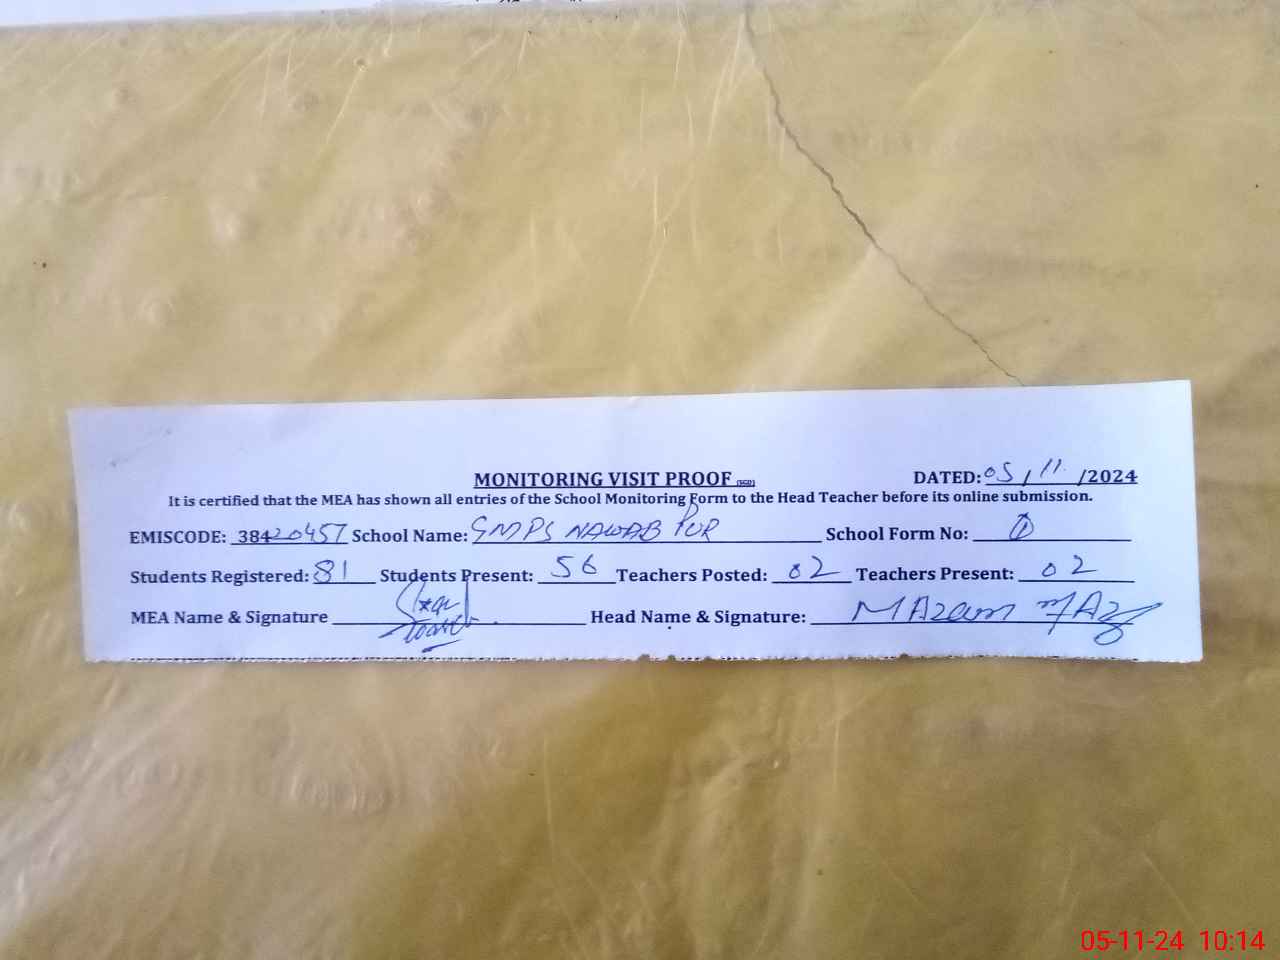 MONITORING VISIT PROOF (SGD) DATED: 05/11/2024
It is certified that the MEA has shown all entries of the School Monitoring Form to the Head Teacher before its online submission.
EMISCODE: 38420457 School Name: GMPS NAWAB PUR School Form No:
Students Registered: 81 Students Present: 56 Teachers Posted: 02 Teachers Present: 02
MEA Name & Signature Head Name & Signature: M Azam
05-11-24 10:14